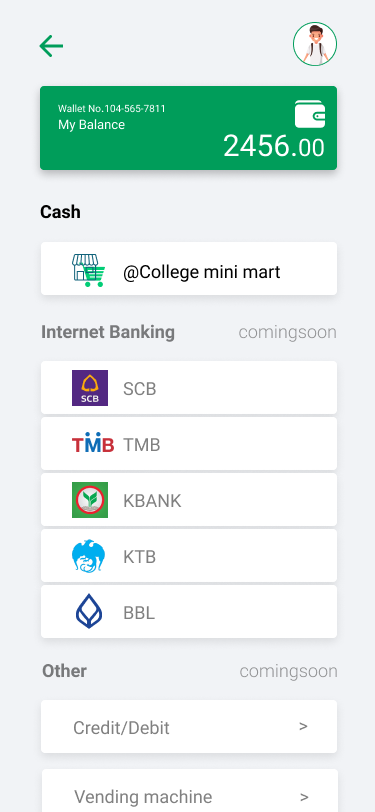 Wallet No.104-565-7811
My Balance
2456.00
Cash
@College mini mart
Internet Banking comingsoon
SCB SCB
TMB TMB
KBANK
KTB
BBL
Other comingsoon
Credit/Debit >
Vending machine >